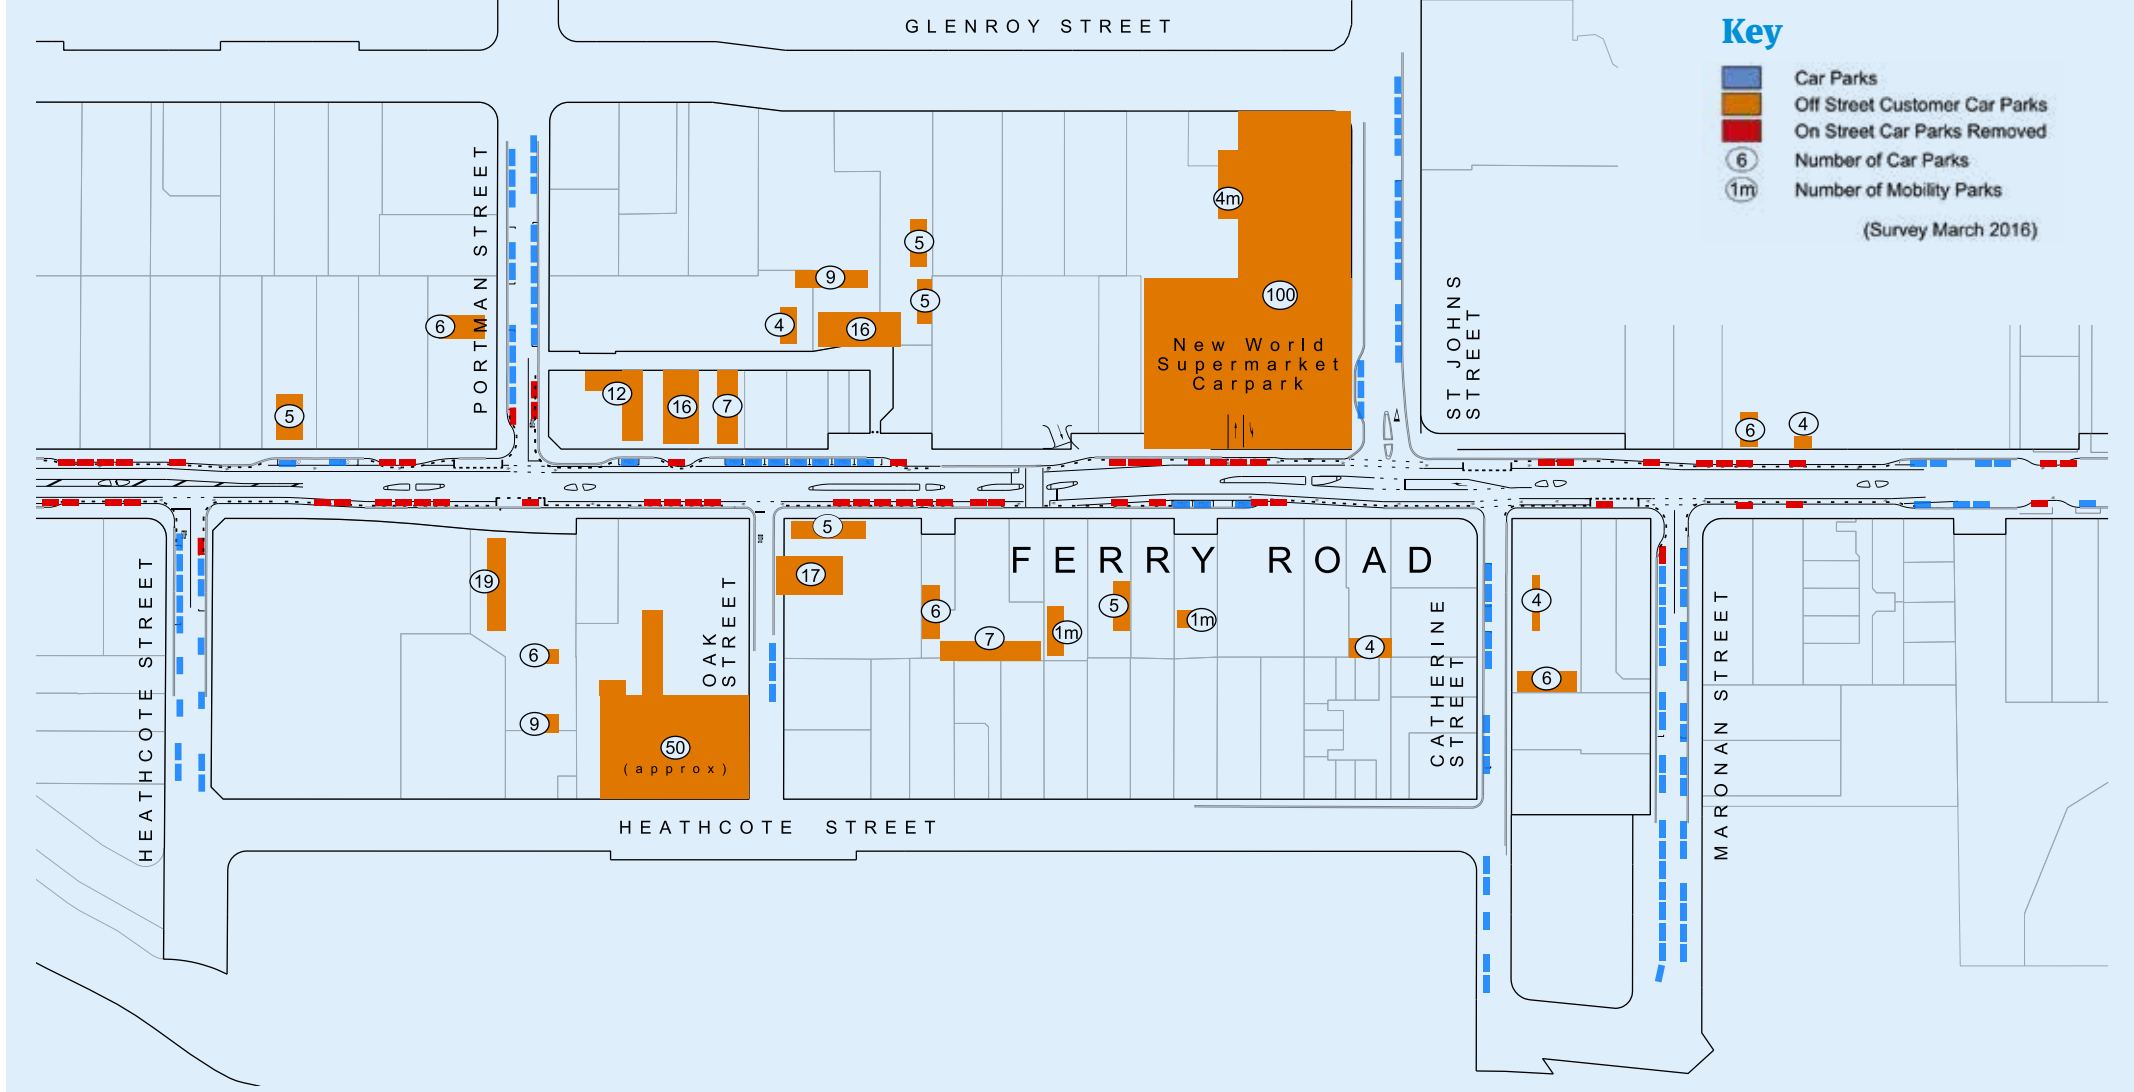 GLENROY STREET
Key
Car Parks
Off Street Customer Car Parks
On Street Car Parks Removed
6 Number of Car Parks
1m Number of Mobility Parks
(Survey March 2016)
PORTMAN STREET
4m
5
9
5
100
4
16
6
New World
Supermarket
Carpark
ST JOHNS
STREET
12
16
7
5
6
4
5
FERRY ROAD
17
19
6
7
1m
5
1m
4
4
6
6
9
50
(approx)
OAK
STREET
HEATHCOTE STREET
CATHERINE
STREET
MARONAN STREET
HEATHCOTE STREET